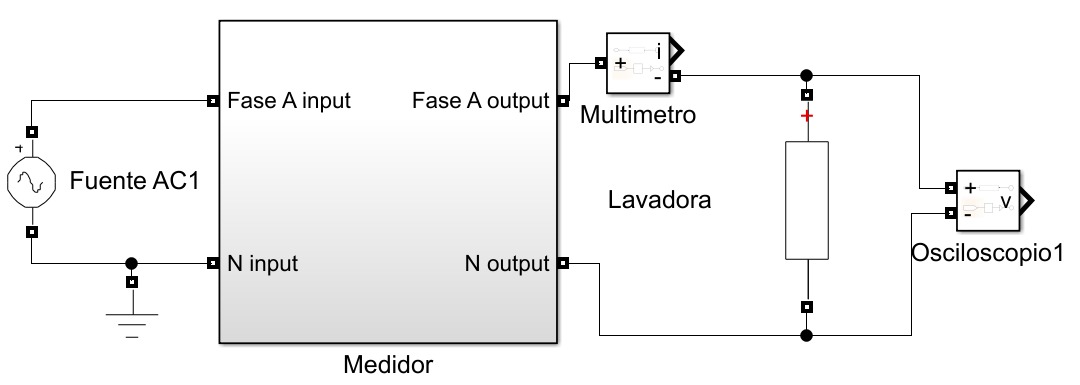 Fase A input
Fase A output
i
+
-
Multimetro
+
+
Fuente AC1
Lavadora
+
v
-
Osciloscopio1
N input
N output
Medidor